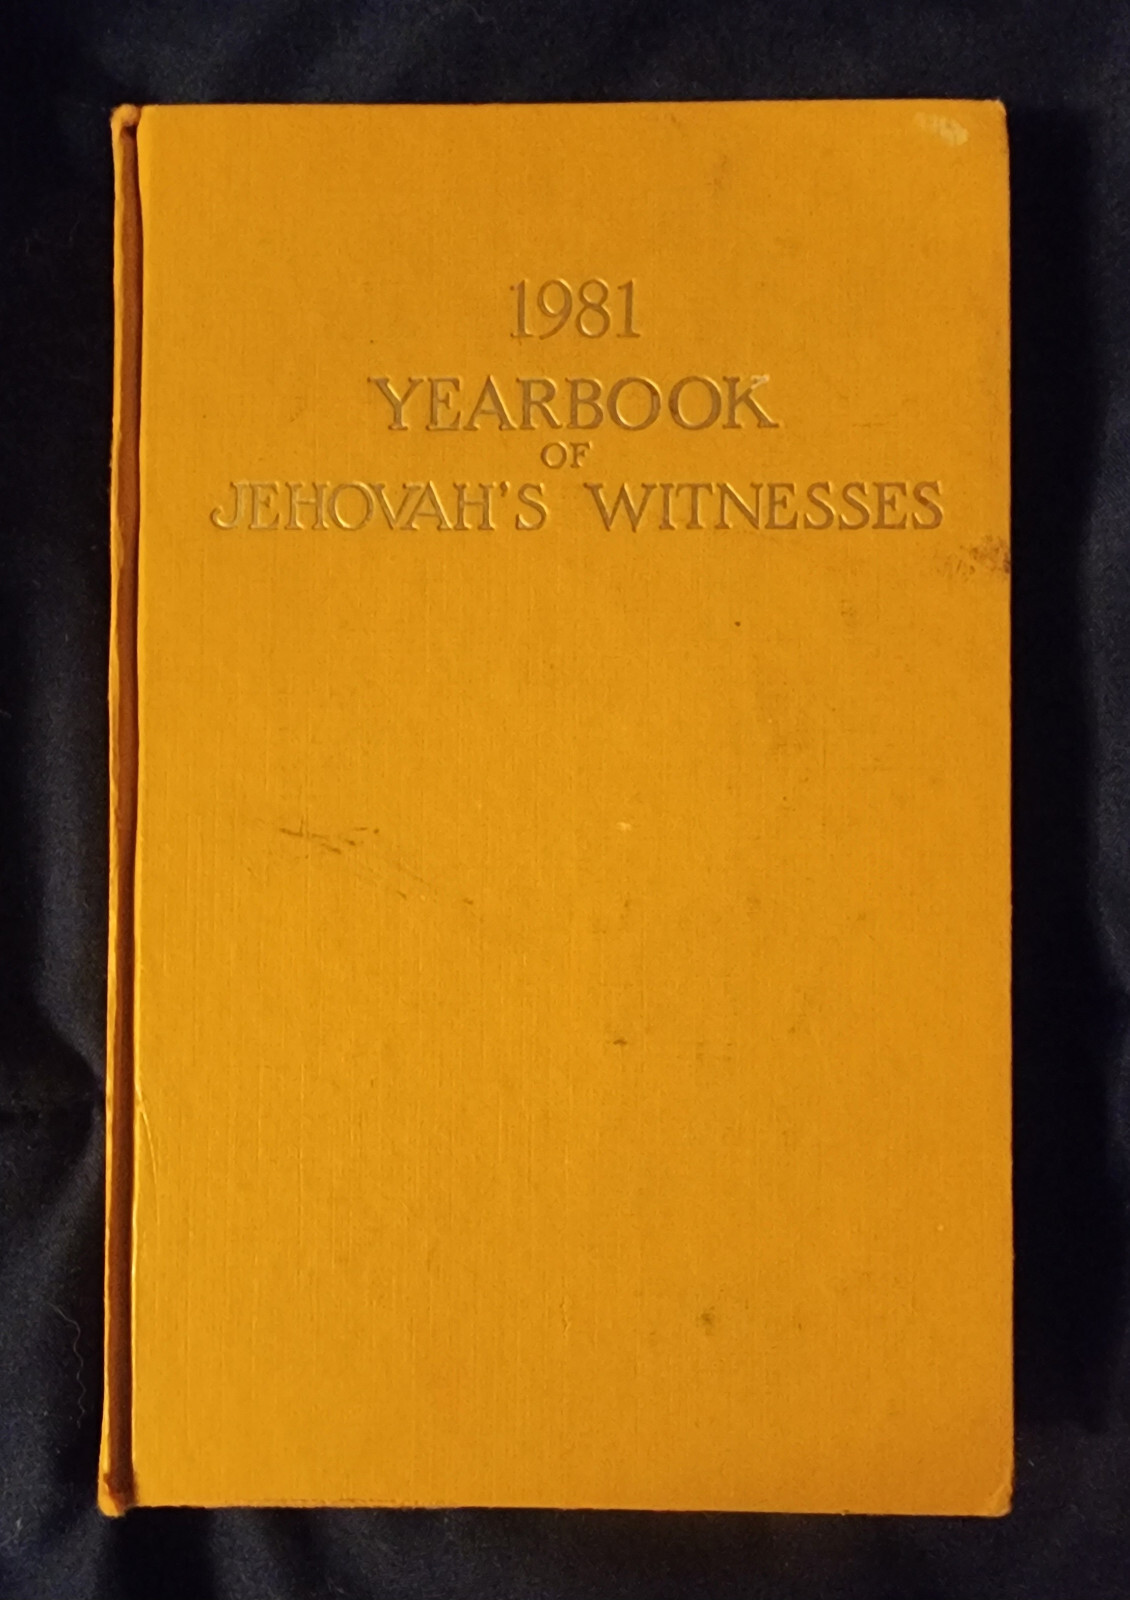 1981
YEARBOOK
OF
JEHOVAH'S WITNESSES